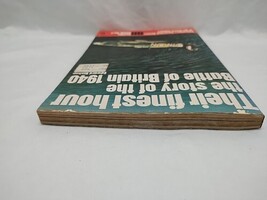 Their finest hour
the story of the
Battle of Britain 1940